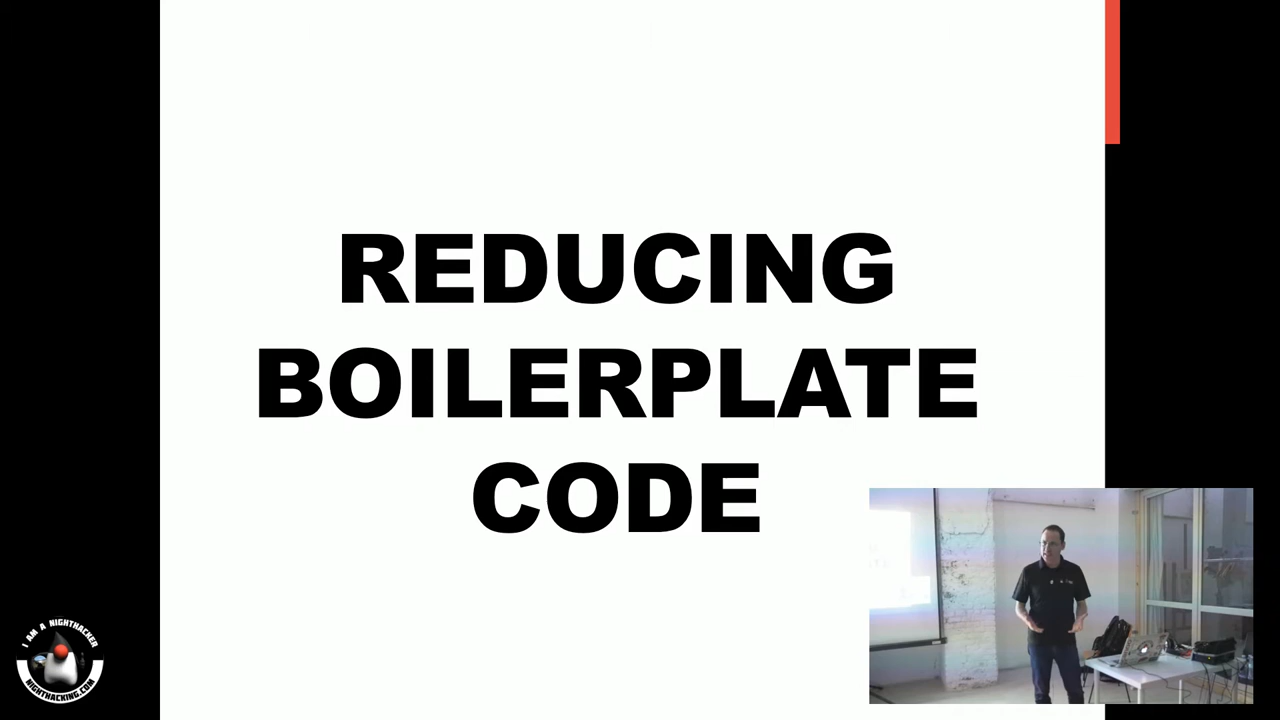 REDUCING
BOILERPLATE
CODE
I AM A NIGHTHACKER
NIGHTHACKING.COM